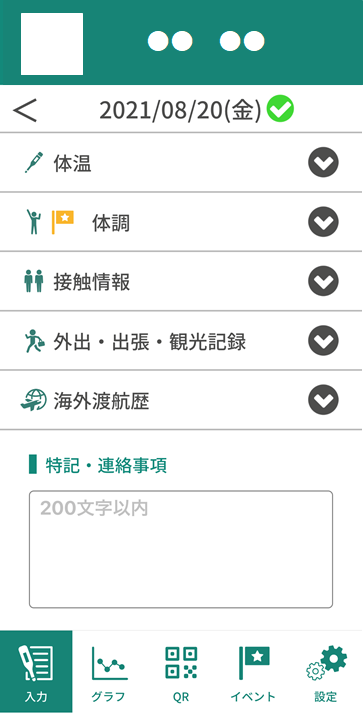 2021/08/20(金)
体温
体調
接触情報
外出・出張・観光記録
海外渡航歴
特記・連絡事項
200文字以内
入力 グラフ QR イベント 設定